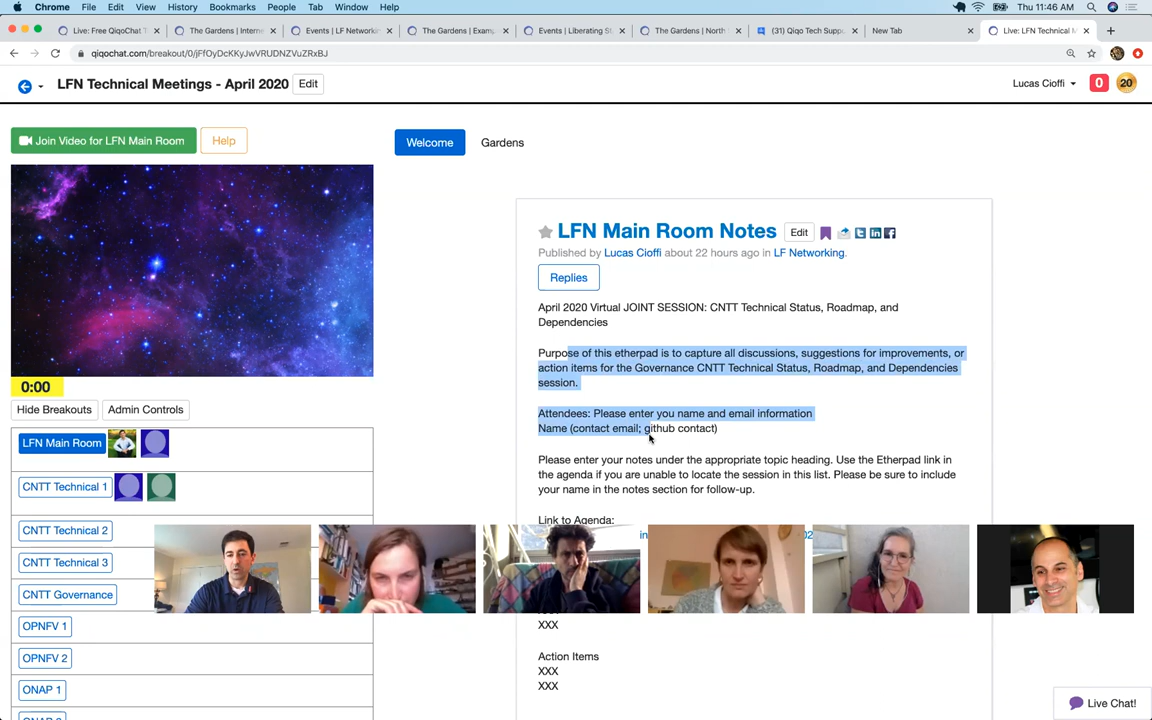 Chrome File Edit View History Bookmarks People Tab Window Help Thu 11:46 AM
Live: Free QiqoChat T The Gardens | Intern Events | LF Networkin The Gardens | Exam Events | Liberating St The Gardens | North (31) Qiqo Tech Supp New Tab Live: LFN Technical M
qiqochat.com/breakout/0/jFfOyDcKKyJwVRUDNZVuZRxBJ
LFN Technical Meetings - April 2020 Edit Lucas Cioffi 0 20
Join Video for LFN Main Room Help
Welcome Gardens
LFN Main Room Notes Edit
Published by Lucas Cioffi about 22 hours ago in LF Networking.
Replies
April 2020 Virtual JOINT SESSION: CNTT Technical Status, Roadmap, and
Dependencies
Purpose of this etherpad is to capture all discussions, suggestions for improvements, or
action items for the Governance CNTT Technical Status, Roadmap, and Dependencies
session.
Attendees: Please enter you name and email information
Name (contact email; github contact)
Please enter your notes under the appropriate topic heading. Use the Etherpad link in
the agenda if you are unable to locate the session in this list. Please be sure to include
your name in the notes section for follow-up.
Link to Agenda:
XXX
Action Items
XXX
XXX
0:00
Hide Breakouts Admin Controls
LFN Main Room
CNTT Technical 1
CNTT Technical 2
CNTT Technical 3
CNTT Governance
OPNFV 1
OPNFV 2
ONAP 1
Live Chat!